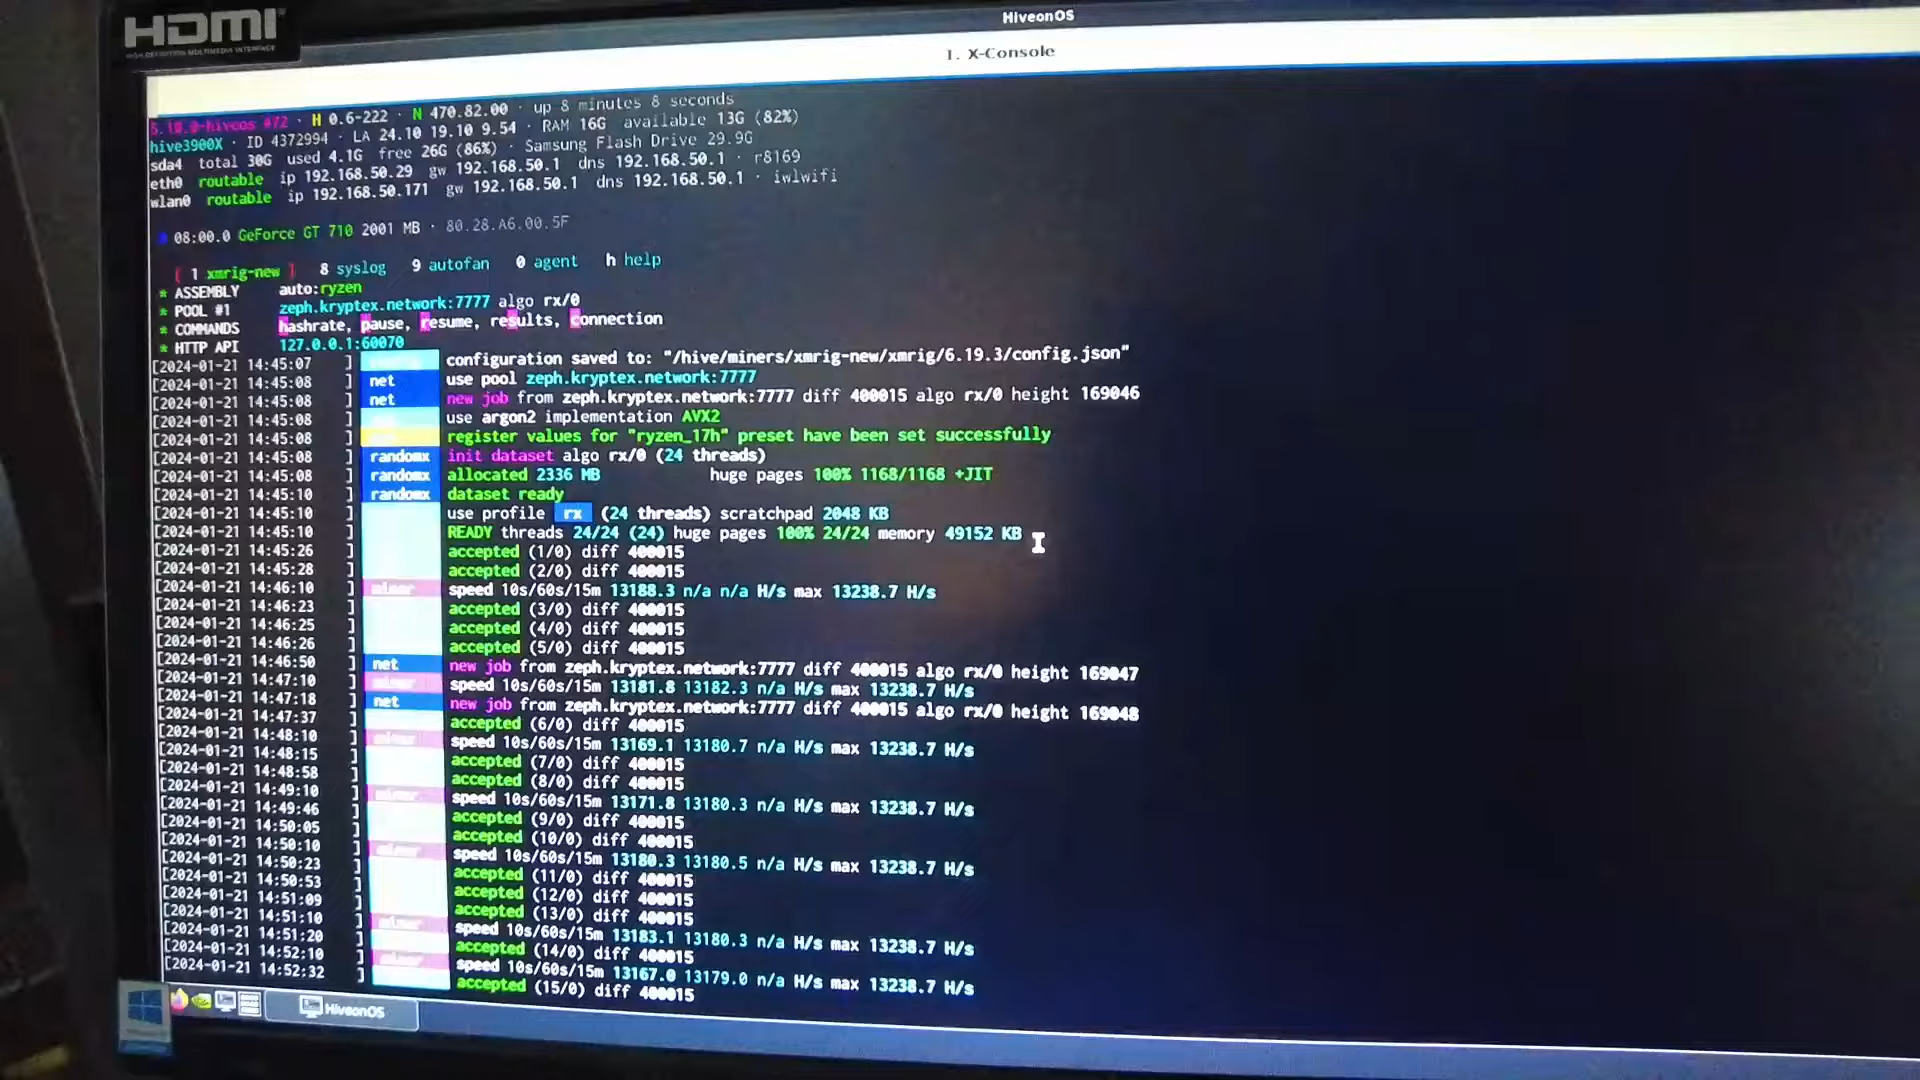 HDMI
HIGH-DEFINITION MULTIMEDIA INTERFACE
HiveonOS
1. X-Console
5.10.0-hiveos #72 · H 0.6-222 · N 470.82.00 · up 8 minutes 8 seconds
hive3900X · ID 4372994 · LA 24.10 19.10 9.54 · RAM 16G available 13G (82%)
sda4 total 30G used 4.1G free 26G (86%) · Samsung Flash Drive 29.9G
eth0 routable ip 192.168.50.29 gw 192.168.50.1 dns 192.168.50.1 · r8169
wlan0 routable ip 192.168.50.171 gw 192.168.50.1 dns 192.168.50.1 · iwlwifi
08:00.0 GeForce GT 710 2001 MB · 80.28.A6.00.5F
[ 1 xmrig-new ] 8 syslog 9 autofan 0 agent h help
* ASSEMBLY auto:ryzen
* POOL #1 zeph.kryptex.network:7777 algo rx/0
* COMMANDS hashrate, pause, resume, results, connection
* HTTP API 127.0.0.1:60070
[2024-01-21 14:45:07 ] configuration saved to: "/hive/miners/xmrig-new/xmrig/6.19.3/config.json"
[2024-01-21 14:45:08 ] net use pool zeph.kryptex.network:7777
[2024-01-21 14:45:08 ] net new job from zeph.kryptex.network:7777 diff 400015 algo rx/0 height 169046
[2024-01-21 14:45:08 ] use argon2 implementation AVX2
[2024-01-21 14:45:08 ] register values for "ryzen_17h" preset have been set successfully
[2024-01-21 14:45:08 ] randomx init dataset algo rx/0 (24 threads)
[2024-01-21 14:45:08 ] randomx allocated 2336 MB huge pages 100% 1168/1168 +JIT
[2024-01-21 14:45:10 ] randomx dataset ready
[2024-01-21 14:45:10 ] use profile rx (24 threads) scratchpad 2048 KB
[2024-01-21 14:45:10 ] READY threads 24/24 (24) huge pages 100% 24/24 memory 49152 KB
[2024-01-21 14:45:26 ] accepted (1/0) diff 400015
[2024-01-21 14:45:28 ] accepted (2/0) diff 400015
[2024-01-21 14:46:10 ] miner speed 10s/60s/15m 13188.3 n/a n/a H/s max 13238.7 H/s
[2024-01-21 14:46:23 ] accepted (3/0) diff 400015
[2024-01-21 14:46:25 ] accepted (4/0) diff 400015
[2024-01-21 14:46:26 ] accepted (5/0) diff 400015
[2024-01-21 14:46:50 ] net new job from zeph.kryptex.network:7777 diff 400015 algo rx/0 height 169047
[2024-01-21 14:47:10 ] miner speed 10s/60s/15m 13181.8 13182.3 n/a H/s max 13238.7 H/s
[2024-01-21 14:47:18 ] net new job from zeph.kryptex.network:7777 diff 400015 algo rx/0 height 169048
[2024-01-21 14:47:37 ] accepted (6/0) diff 400015
[2024-01-21 14:48:10 ] miner speed 10s/60s/15m 13169.1 13180.7 n/a H/s max 13238.7 H/s
[2024-01-21 14:48:15 ] accepted (7/0) diff 400015
[2024-01-21 14:48:58 ] accepted (8/0) diff 400015
[2024-01-21 14:49:10 ] miner speed 10s/60s/15m 13171.8 13180.3 n/a H/s max 13238.7 H/s
[2024-01-21 14:49:46 ] accepted (9/0) diff 400015
[2024-01-21 14:50:05 ] accepted (10/0) diff 400015
[2024-01-21 14:50:10 ] miner speed 10s/60s/15m 13180.3 13180.5 n/a H/s max 13238.7 H/s
[2024-01-21 14:50:23 ] accepted (11/0) diff 400015
[2024-01-21 14:50:53 ] accepted (12/0) diff 400015
[2024-01-21 14:51:09 ] accepted (13/0) diff 400015
[2024-01-21 14:51:10 ] miner speed 10s/60s/15m 13183.1 13180.3 n/a H/s max 13238.7 H/s
[2024-01-21 14:51:20 ] accepted (14/0) diff 400015
[2024-01-21 14:52:10 ] miner speed 10s/60s/15m 13167.0 13179.0 n/a H/s max 13238.7 H/s
[2024-01-21 14:52:32 ] accepted (15/0) diff 400015
HiveonOS